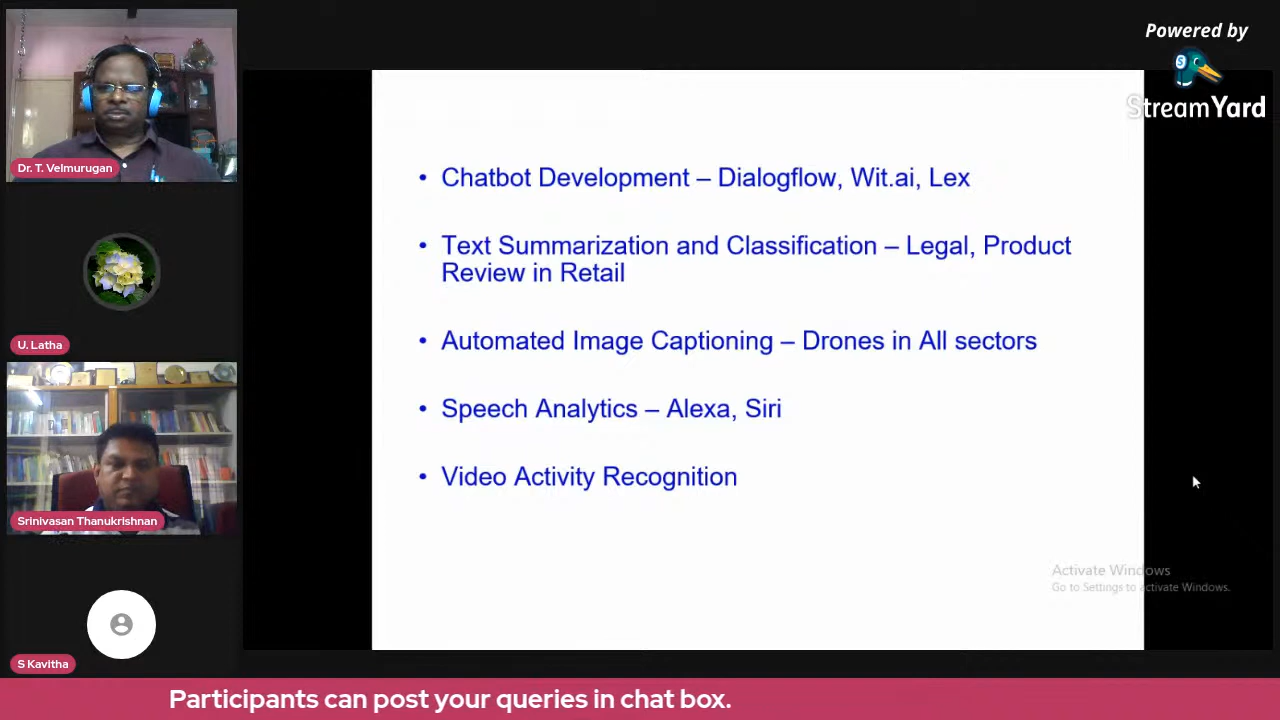 Powered by
StreamYard
Dr. T. Velmurugan
U. Latha
Srinivasan Thanukrishnan
S Kavitha
• Chatbot Development – Dialogflow, Wit.ai, Lex
• Text Summarization and Classification – Legal, Product
Review in Retail
• Automated Image Captioning – Drones in All sectors
• Speech Analytics – Alexa, Siri
• Video Activity Recognition
Activate Windows
Go to Settings to activate Windows.
Participants can post your queries in chat box.